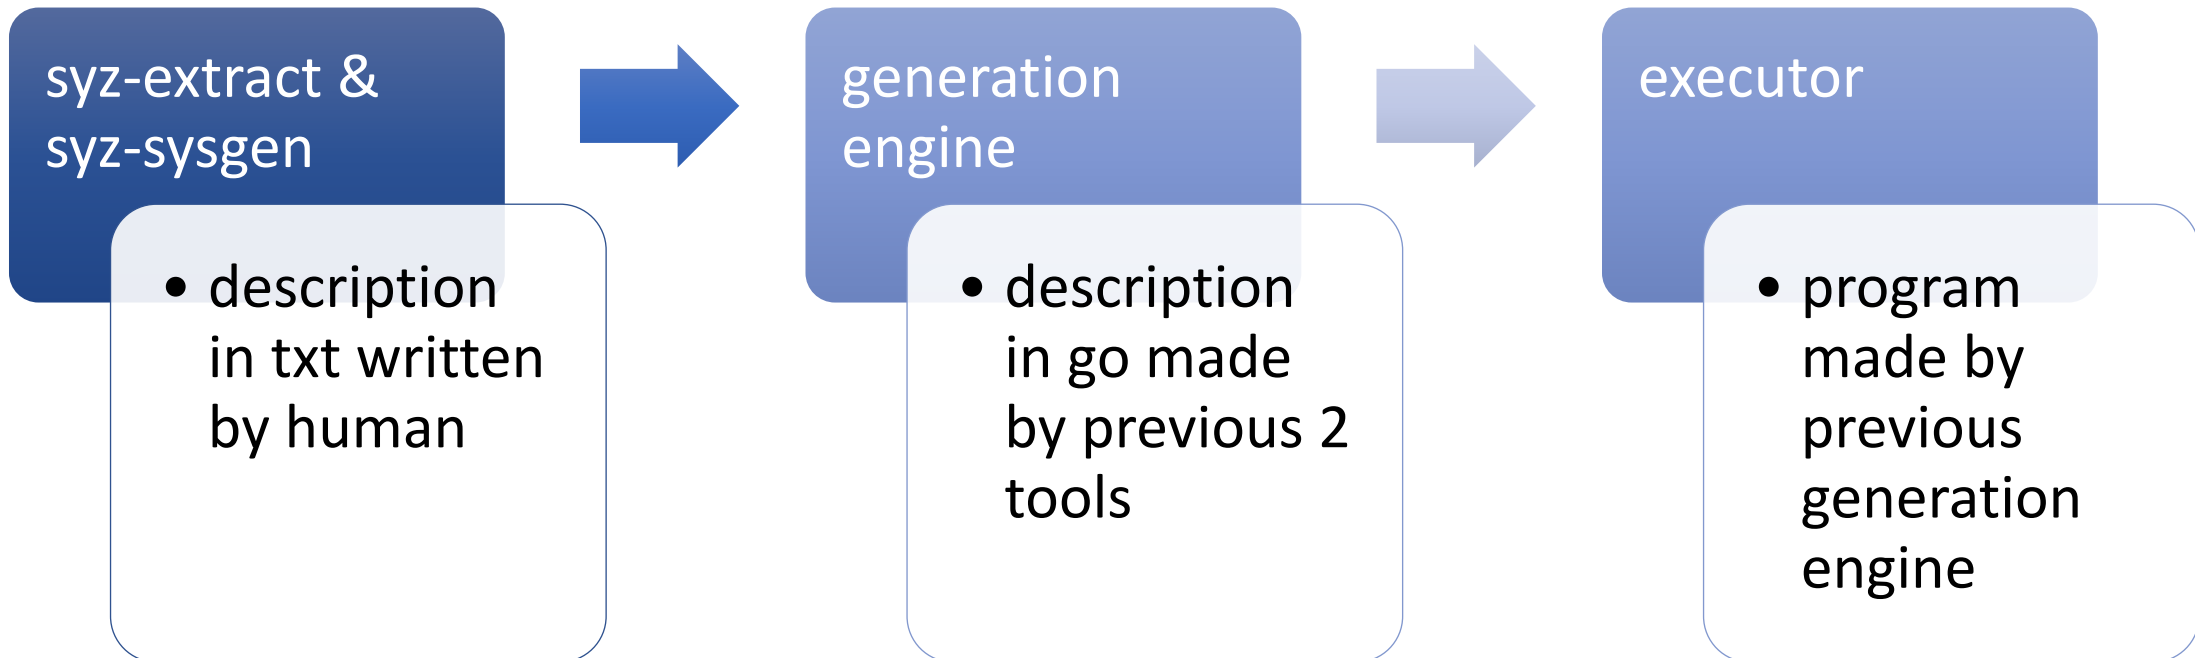 syz-extract &
syz-sysgen
• description
in txt written
by human
generation
engine
• description
in go made
by previous 2
tools
executor
• program
made by
previous
generation
engine